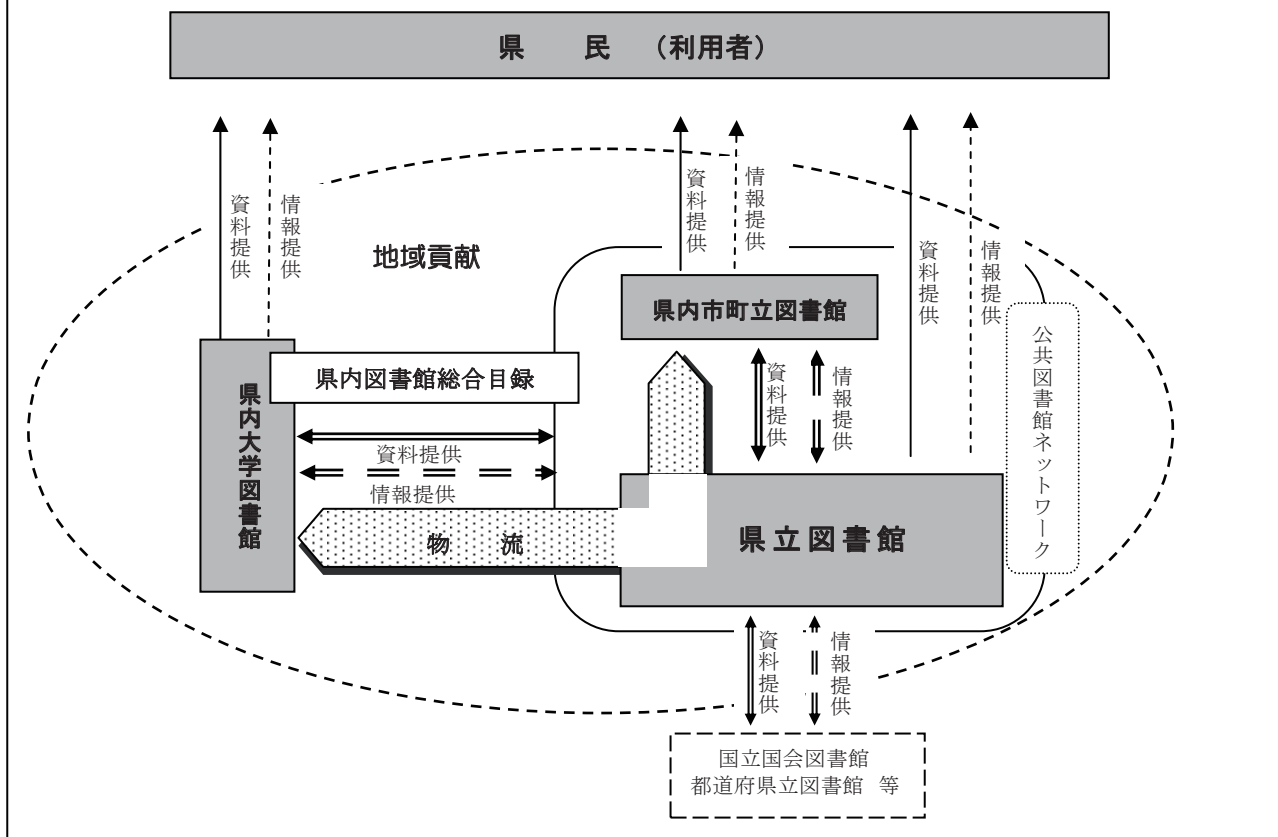 県　民　（利用者）
資料提供
情報提供
資料提供
情報提供
資料提供
情報提供
地域貢献
県内市町立図書館
公共図書館ネットワーク
県内図書館総合目録
県内大学図書館
資料提供
情報提供
資料提供
情報提供
物　流
県立図書館
資料提供
情報提供
国立国会図書館
都道府県立図書館　等